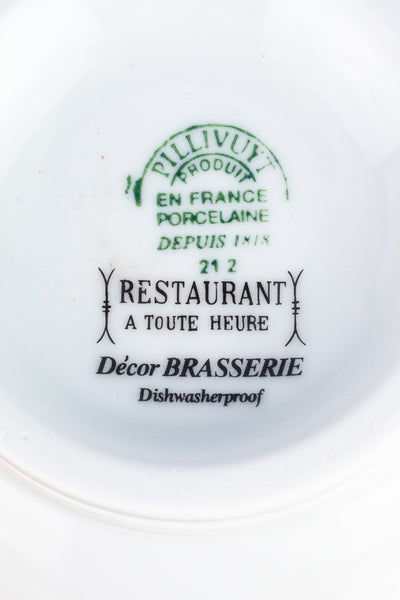 PILLIVUYT
PRODUIT
EN FRANCE
PORCELAINE
DEPUIS 1818
21 2
RESTAURANT
A TOUTE HEURE
Décor BRASSERIE
Dishwasherproof